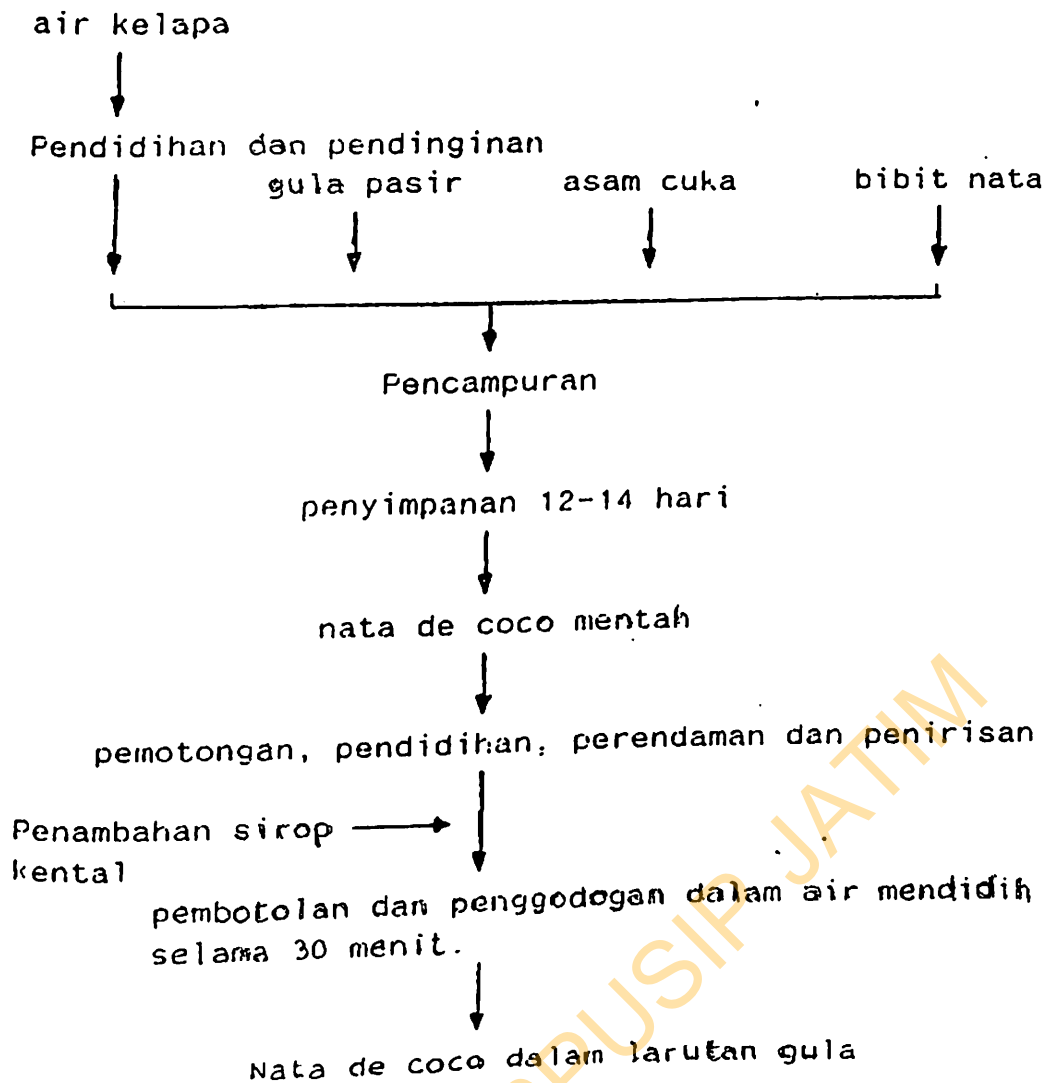 air kelapa
Pendidihan dan pendinginan
gula pasir asam cuka bibit nata
Pencampuran
penyimpanan 12-14 hari
nata de coco mentah
pemotongan, pendidihan, perendaman dan penirisan
Penambahan sirop
kental
pembotolan dan penggodogan dalam air mendidih
selama 30 menit.
Nata de coco dalam larutan gula
PUSIP JATIM